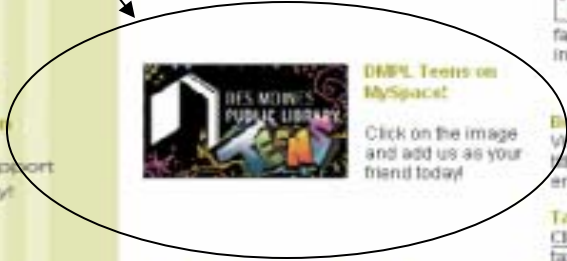 DES MOINES
PUBLIC LIBRARY
TEENS
DMPL Teens on
MySpace!
Click on the image
and add us as your
friend today!
pport